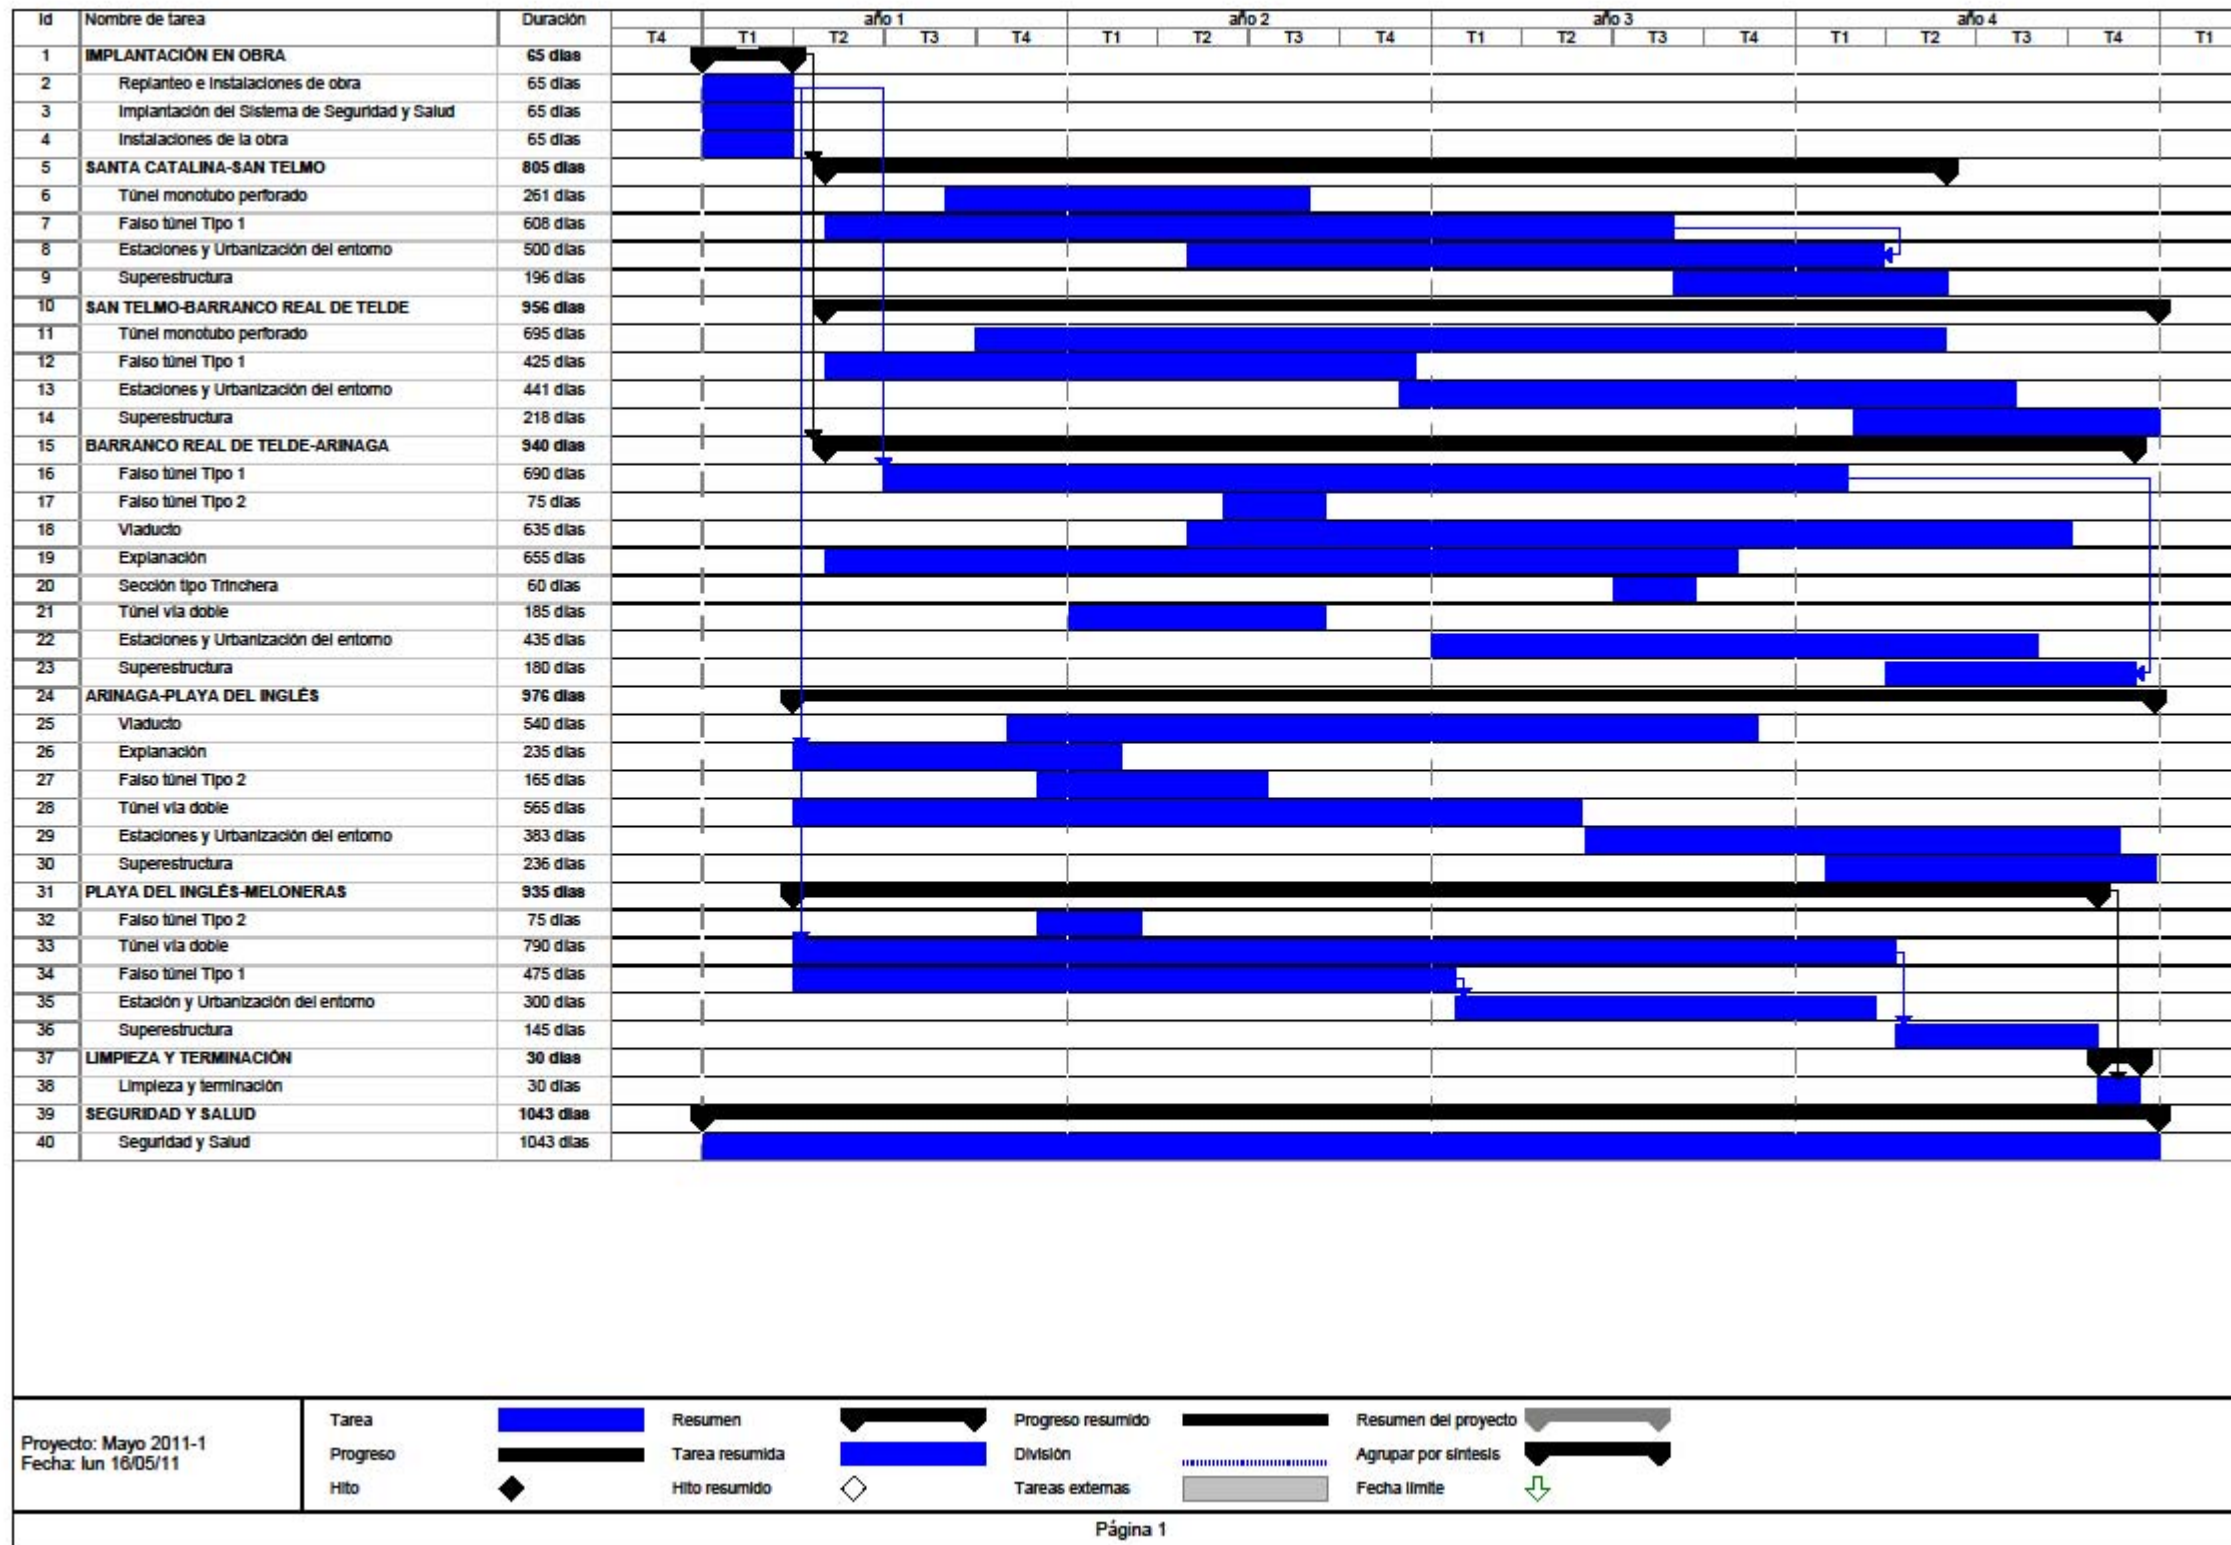 Id Nombre de tarea Duración año 1 año 2 año 3 año 4
T4 T1 T2 T3 T4 T1 T2 T3 T4 T1 T2 T3 T4 T1 T2 T3 T4 T1
1 IMPLANTACIÓN EN OBRA 65 días
2 Replanteo e Instalaciones de obra 65 días
3 Implantación del Sistema de Seguridad y Salud 65 días
4 Instalaciones de la obra 65 días
5 SANTA CATALINA-SAN TELMO 805 días
6 Túnel monotubo perforado 261 días
7 Falso túnel Tipo 1 608 días
8 Estaciones y Urbanización del entorno 500 días
9 Superestructura 196 días
10 SAN TELMO-BARRANCO REAL DE TELDE 956 días
11 Túnel monotubo perforado 695 días
12 Falso túnel Tipo 1 425 días
13 Estaciones y Urbanización del entorno 441 días
14 Superestructura 218 días
15 BARRANCO REAL DE TELDE-ARINAGA 940 días
16 Falso túnel Tipo 1 690 días
17 Falso túnel Tipo 2 75 días
18 Viaducto 635 días
19 Explanación 655 días
20 Sección tipo Trinchera 60 días
21 Túnel vía doble 185 días
22 Estaciones y Urbanización del entorno 435 días
23 Superestructura 180 días
24 ARINAGA-PLAYA DEL INGLÉS 976 días
25 Viaducto 540 días
26 Explanación 235 días
27 Falso túnel Tipo 2 165 días
28 Túnel vía doble 565 días
29 Estaciones y Urbanización del entorno 383 días
30 Superestructura 236 días
31 PLAYA DEL INGLÉS-MELONERAS 935 días
32 Falso túnel Tipo 2 75 días
33 Túnel vía doble 790 días
34 Falso túnel Tipo 1 475 días
35 Estación y Urbanización del entorno 300 días
36 Superestructura 145 días
37 LIMPIEZA Y TERMINACIÓN 30 días
38 Limpieza y terminación 30 días
39 SEGURIDAD Y SALUD 1043 días
40 Seguridad y Salud 1043 días
Proyecto: Mayo 2011-1
Fecha: lun 16/05/11
Tarea Resumen Progreso resumido Resumen del proyecto
Progreso Tarea resumida División Agrupar por síntesis
Hito Hito resumido Tareas externas Fecha límite
Página 1